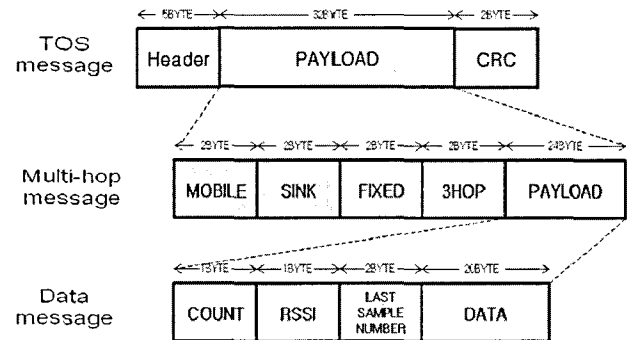 5BYTE 32BYTE 2BYTE
TOS
message
Header PAYLOAD CRC
2BYTE 2BYTE 2BYTE 2BYTE 24BYTE
Multi-hop
message
MOBILE SINK FIXED 3HOP PAYLOAD
1BYTE 1BYTE 2BYTE 20BYTE
Data
message
COUNT RSSI LAST
SAMPLE
NUMBER DATA